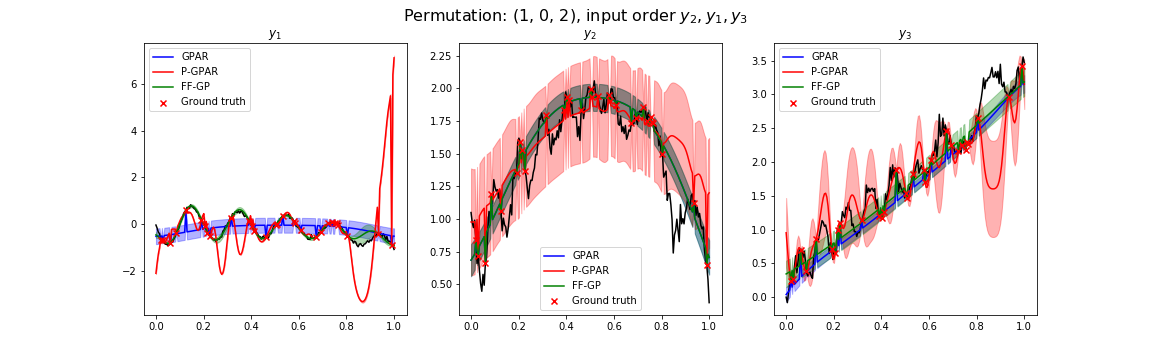 Permutation: (1, 0, 2), input order y₂, y₁, y₃
y₁
GPAR
P-GPAR
FF-GP
Ground truth
6
4
2
0
−2
0.0 0.2 0.4 0.6 0.8 1.0
y₂
2.25
2.00
1.75
1.50
1.25
1.00
0.75
0.50
GPAR
P-GPAR
FF-GP
Ground truth
0.0 0.2 0.4 0.6 0.8 1.0
y₃
GPAR
P-GPAR
FF-GP
Ground truth
3.5
3.0
2.5
2.0
1.5
1.0
0.5
0.0
0.0 0.2 0.4 0.6 0.8 1.0